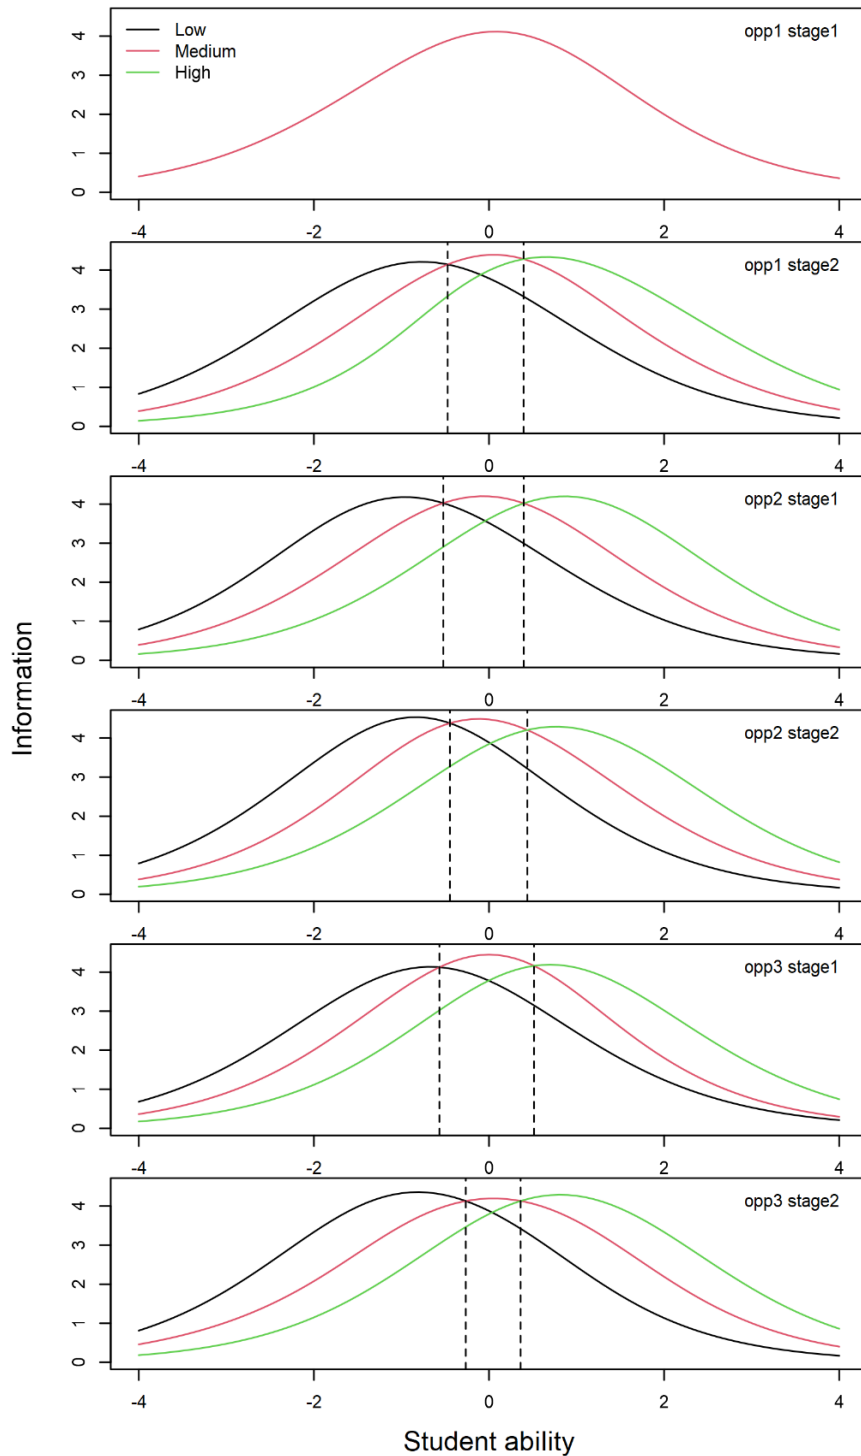 Low
Medium
High
opp1 stage1
0 1 2 3 4
-4 -2 0 2 4
opp1 stage2
0 1 2 3 4
-4 -2 0 2 4
opp2 stage1
0 1 2 3 4
-4 -2 0 2 4
opp2 stage2
0 1 2 3 4
-4 -2 0 2 4
opp3 stage1
0 1 2 3 4
-4 -2 0 2 4
opp3 stage2
0 1 2 3 4
-4 -2 0 2 4
Information
Student ability